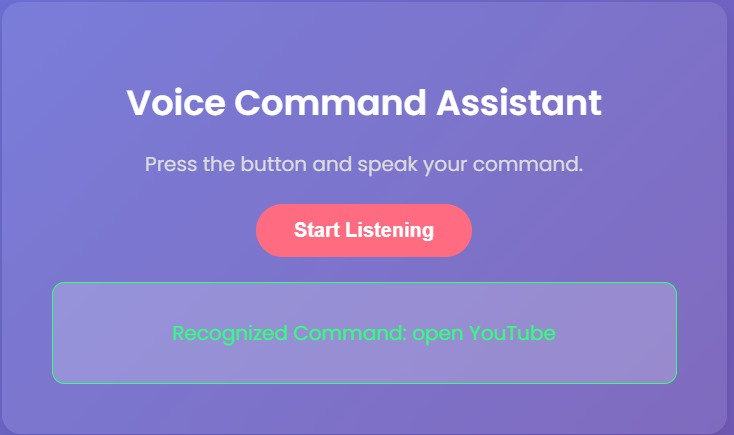 Voice Command Assistant
Press the button and speak your command.
Start Listening
Recognized Command: open YouTube